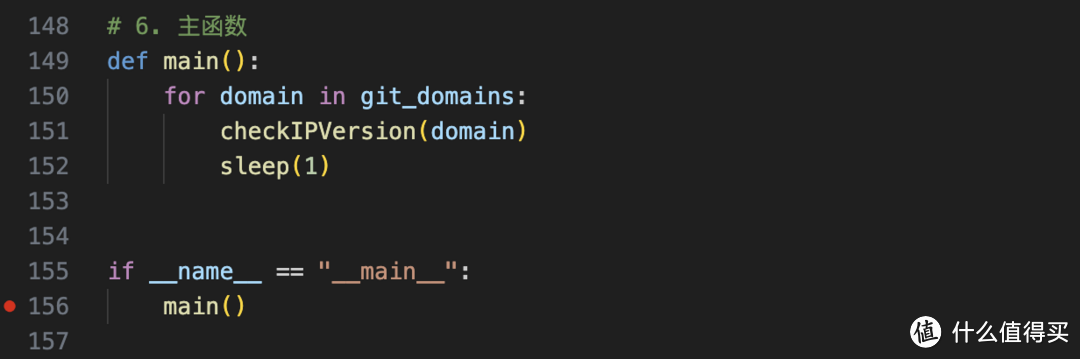 148 # 6. 主函数
149 def main():
150     for domain in git_domains:
151         checkIPVersion(domain)
152         sleep(1)
153
154
155 if __name__ == "__main__":
156     main()
157
值 什么值得买